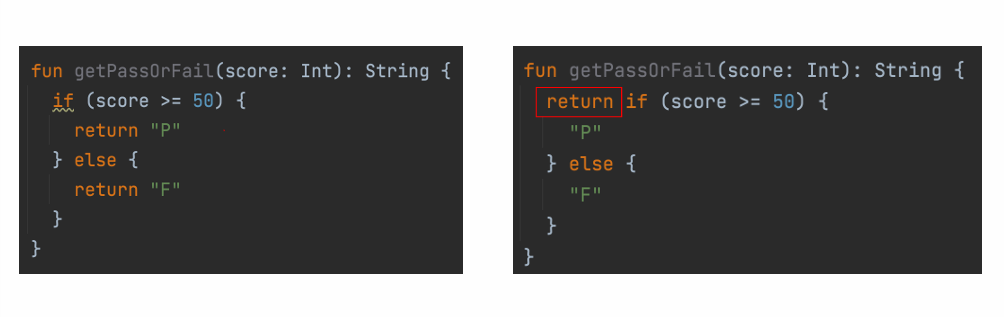 fun getPassOrFail(score: Int): String {
if (score >= 50) {
return "P"
} else {
return "F"
}
}
fun getPassOrFail(score: Int): String {
return if (score >= 50) {
"P"
} else {
"F"
}
}